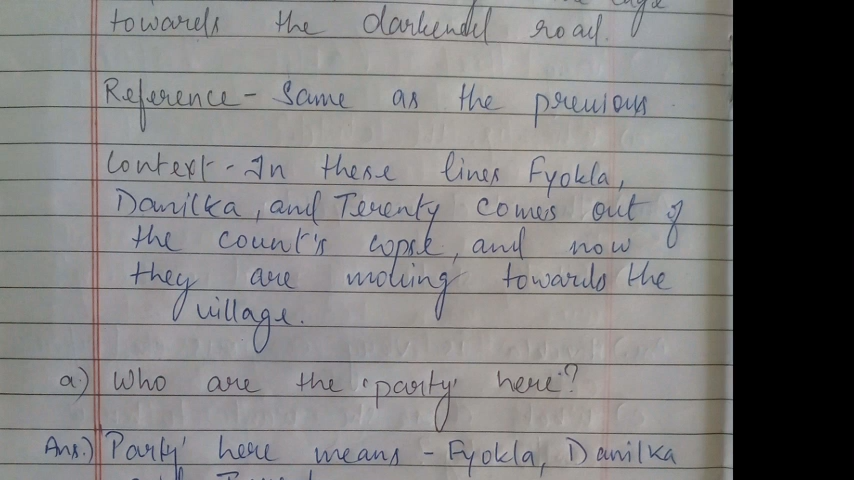 towards the darkended road.
Reference - Same as the previous
Context - In these lines Fyokla,
Danilka, and Terenty comes out of
the count's copse, and now
they are moving towards the
village.
a.) Who are the 'party' here?
Ans.) 'Party' here means - Fyokla, Danilka